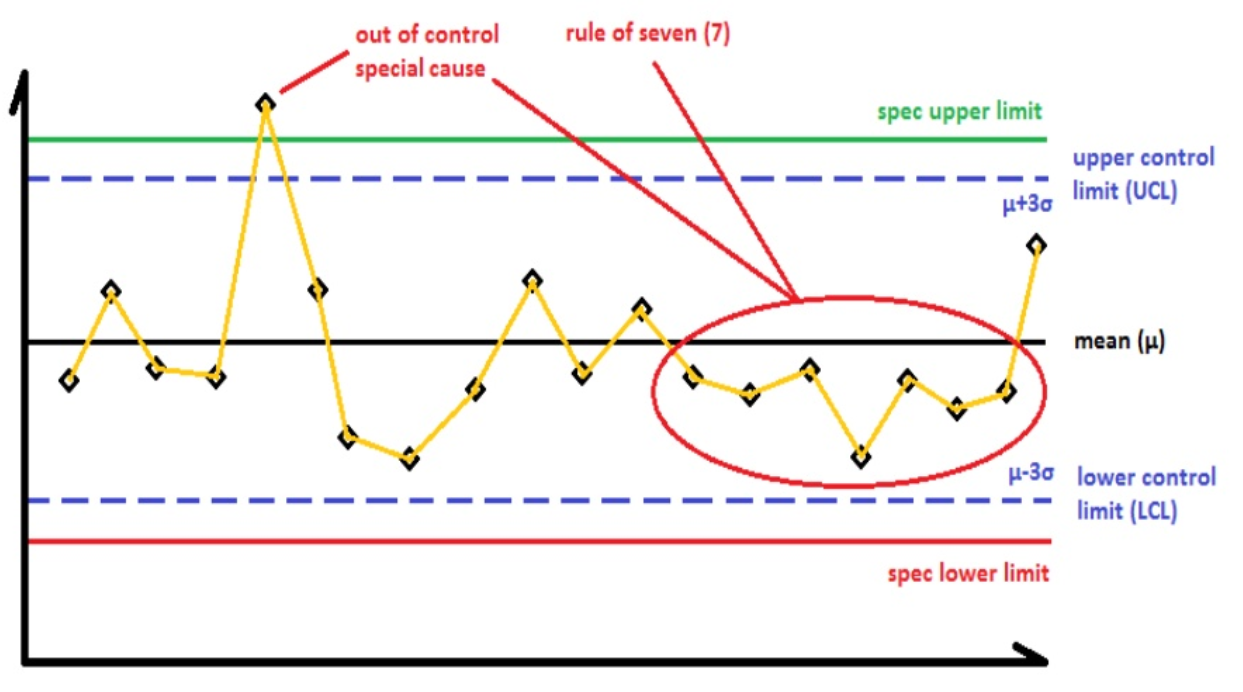 out of control
special cause
rule of seven (7)
spec upper limit
upper control
limit (UCL)
μ+3σ
mean (μ)
μ-3σ
lower control
limit (LCL)
spec lower limit